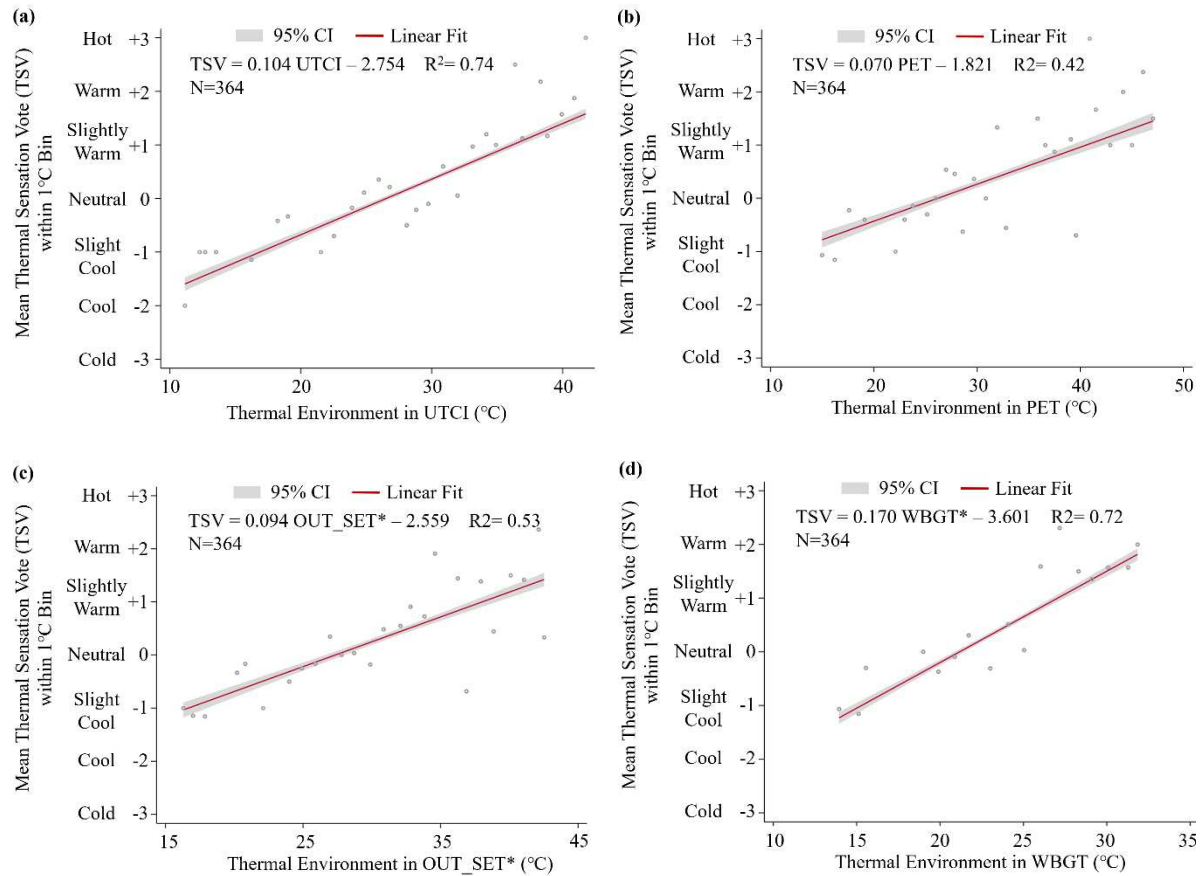 (a)
Hot +3
95% CI Linear Fit
TSV = 0.104 UTCI – 2.754 R²= 0.74
N=364
Warm +2
Slightly
Warm +1
Neutral 0
Slight -1
Cool
Cool -2
Cold -3
Mean Thermal Sensation Vote (TSV)
within 1℃ Bin
10 20 30 40
Thermal Environment in UTCI (℃)
(b)
Hot +3
95% CI Linear Fit
TSV = 0.070 PET – 1.821 R2= 0.42
N=364
Warm +2
Slightly
Warm +1
Neutral 0
Slight -1
Cool
Cool -2
Cold -3
Mean Thermal Sensation Vote (TSV)
within 1℃ Bin
10 20 30 40 50
Thermal Environment in PET (℃)
(c)
Hot +3
95% CI Linear Fit
TSV = 0.094 OUT_SET* – 2.559 R2= 0.53
N=364
Warm +2
Slightly
Warm +1
Neutral 0
Slight -1
Cool
Cool -2
Cold -3
Mean Thermal Sensation Vote (TSV)
within 1℃ Bin
15 25 35 45
Thermal Environment in OUT_SET* (℃)
(d)
Hot +3
95% CI Linear Fit
TSV = 0.170 WBGT* – 3.601 R2= 0.72
N=364
Warm +2
Slightly
Warm +1
Neutral 0
Slight -1
Cool
Cool -2
Cold -3
Mean Thermal Sensation Vote (TSV)
within 1℃ Bin
10 15 20 25 30 35
Thermal Environment in WBGT (℃)